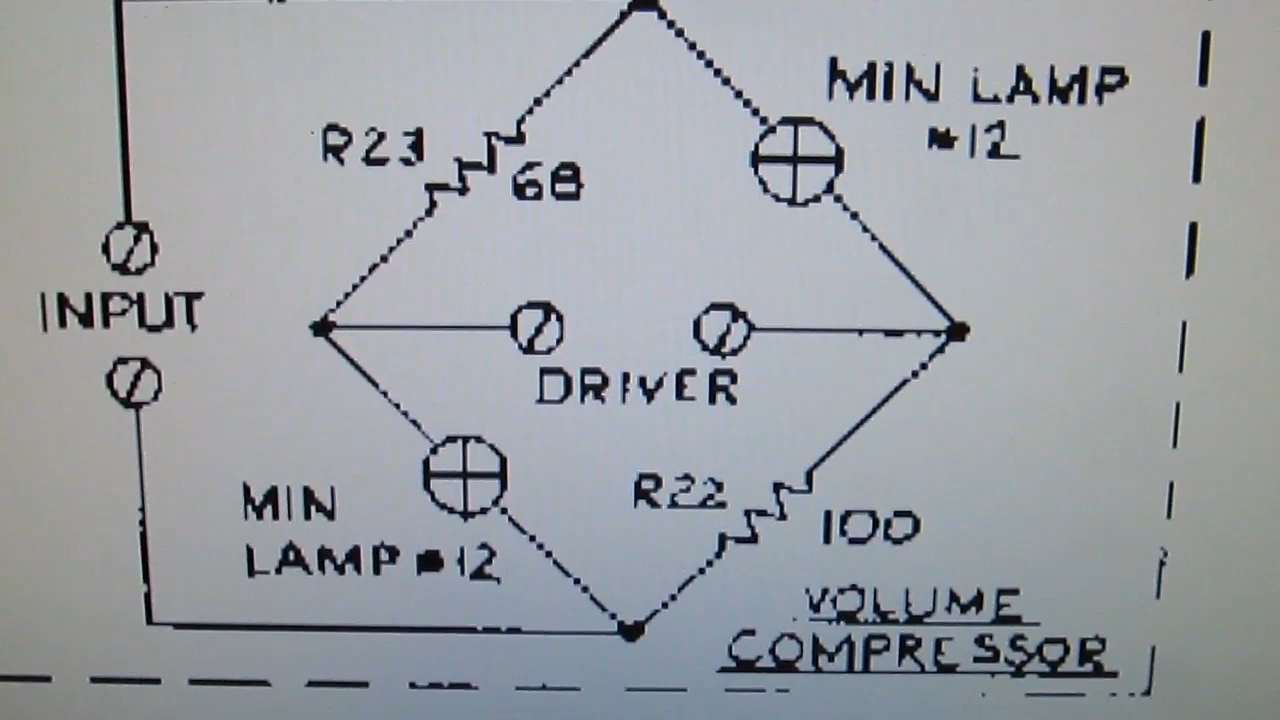 MIN LAMP
#12
R23
68
INPUT
DRIVER
R22
100
MIN
LAMP #12
VOLUME
COMPRESSOR